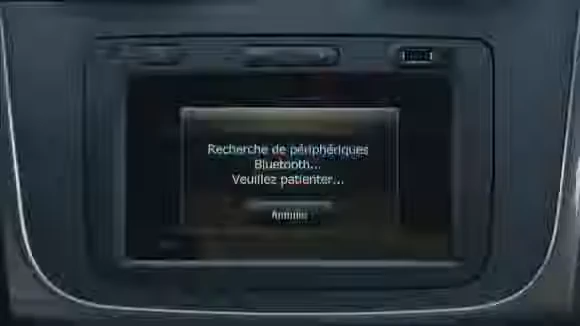 Recherche de périphériques
Bluetooth...
Veuillez patienter...
Annuler